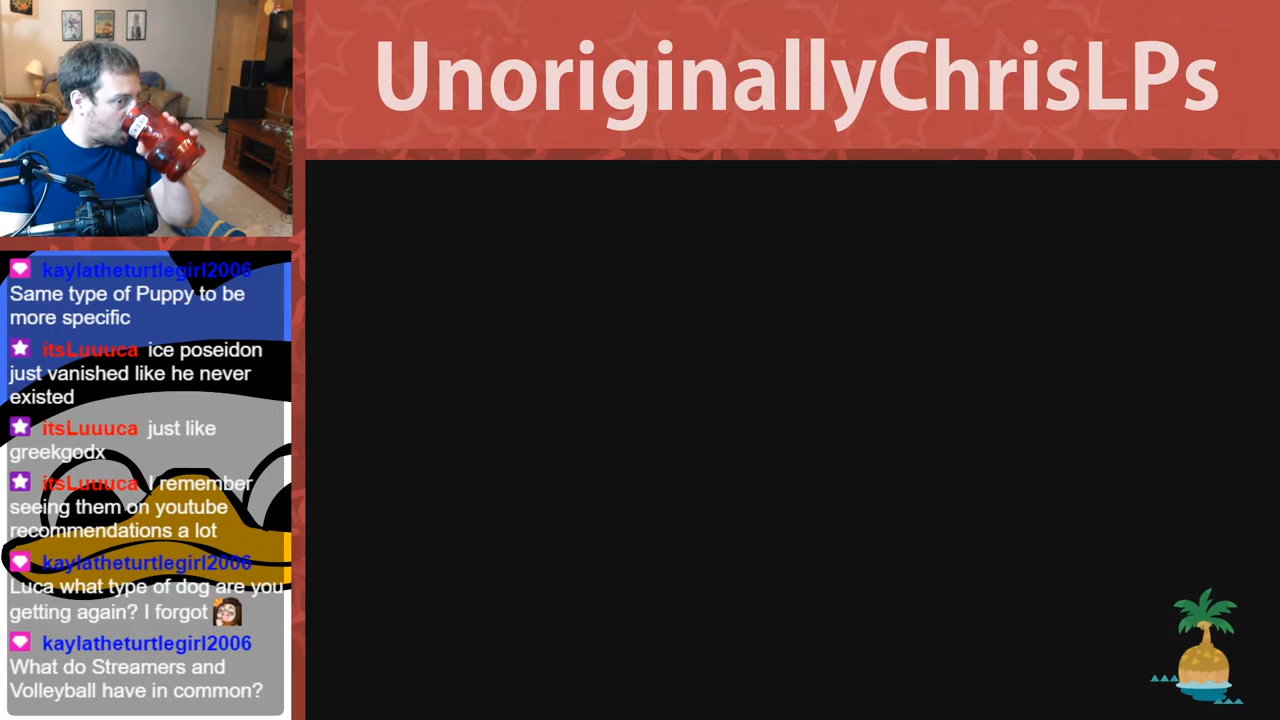 UnoriginallyChrisLPs
kaylatheturtlegirl2006
Same type of Puppy to be
more specific
itsLuuuca ice poseidon
just vanished like he never
existed
itsLuuuca just like
greekgodx
itsLuuuca I remember
seeing them on youtube
recommendations a lot
kaylatheturtlegirl2006
Luca what type of dog are you
getting again? I forgot
kaylatheturtlegirl2006
What do Streamers and
Volleyball have in common?